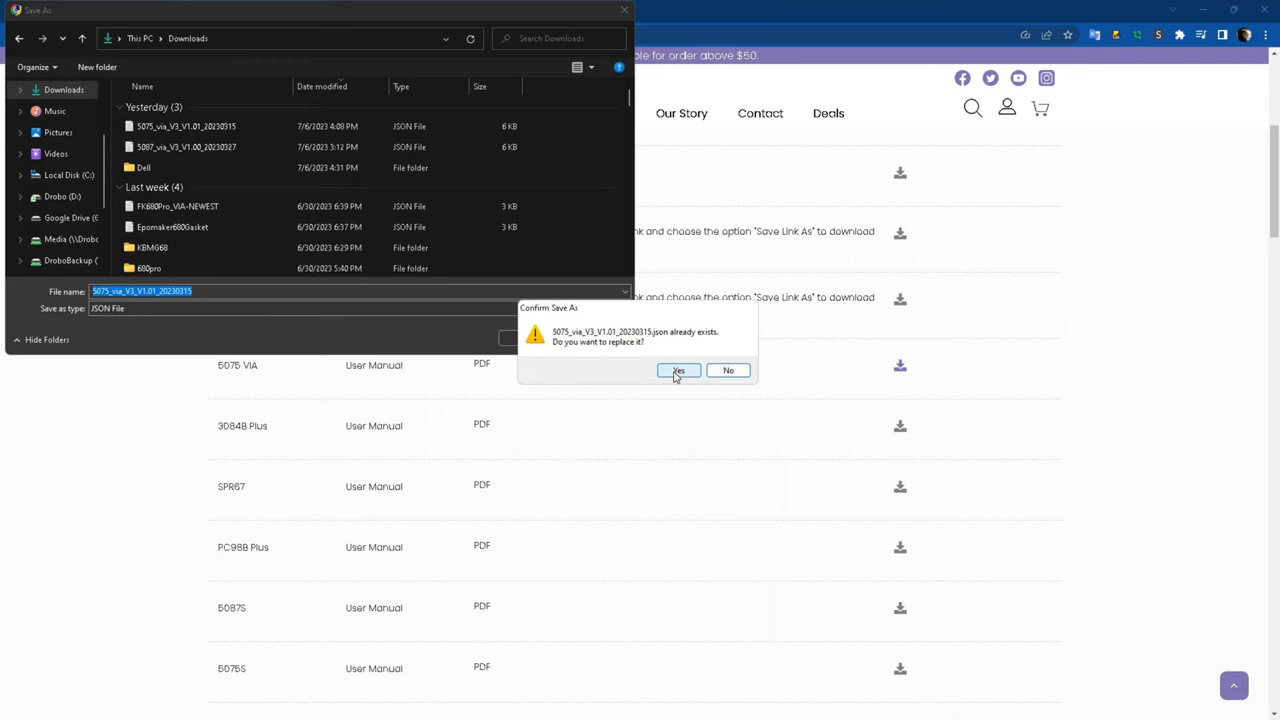 Save As
This PC
Downloads
Search Downloads
Organize
New folder
Name
Date modified
Type
Size
Downloads
Music
Pictures
Videos
Local Disk (C:)
Drobo (D:)
Google Drive (G
Media (\\Drobo
DroboBackup (
Yesterday (3)
5075_via_V3_V1.01_20230315 7/6/2023 4:08 PM JSON File 6 KB
5087_via_V3_V1.00_20230327 7/6/2023 3:12 PM JSON File 6 KB
Dell 7/6/2023 4:31 PM File folder
Last week (4)
FK680Pro_VIA-NEWEST 6/30/2023 6:39 PM JSON File 3 KB
Epomaker680Gasket 6/30/2023 6:37 PM JSON File 3 KB
KBMG68 6/30/2023 6:29 PM File folder
680pro 6/30/2023 5:40 PM File folder
File name: 5075_via_V3_V1.01_20230315
Save as type: JSON File
Hide Folders
Confirm Save As
5075_via_V3_V1.01_20230315.json already exists.
Do you want to replace it?
Yes
No
ble for order above $50.
Our Story
Contact
Deals
nk and choose the option "Save Link As" to download
nk and choose the option "Save Link As" to download
5075 VIA User Manual PDF
3084B Plus User Manual PDF
SPR67 User Manual PDF
PC98B Plus User Manual PDF
5087S User Manual PDF
5075S User Manual PDF